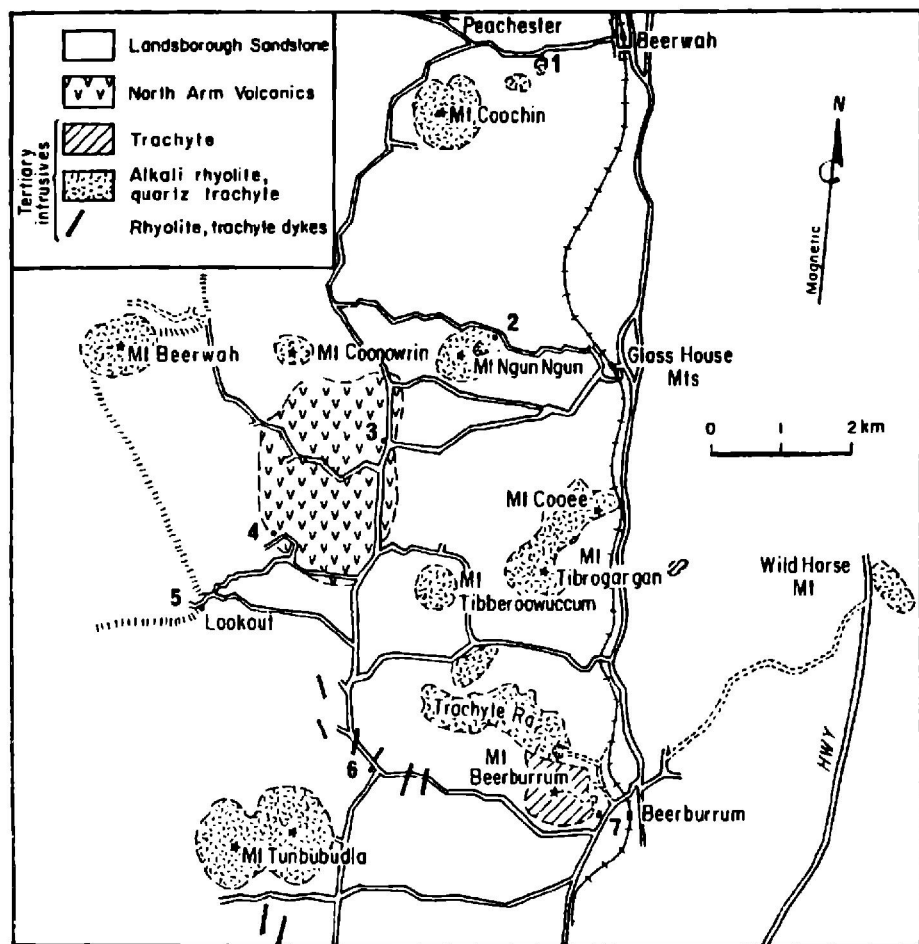 Landsborough Sandstone
North Arm Volcanics
Tertiary
intrusives
Trachyte
Alkali rhyolite,
quartz trachyte
Rhyolite, trachyte dykes
Peachester
Beerwah
1
Mt Coochin
N
Magnetic
2
Mt Beerwah
Mt Coonowrin
Mt Ngun Ngun
Glass House
Mts
0 1 2 km
3
Mt Cooee
4
Mt
Tibrogargan
Wild Horse
Mt
Mt
Tibberoowuccum
5
Lookout
Trachyte Ra
HWY
Mt
Beerburrum
6
?
7
Beerburrum
Mt Tunbubudla